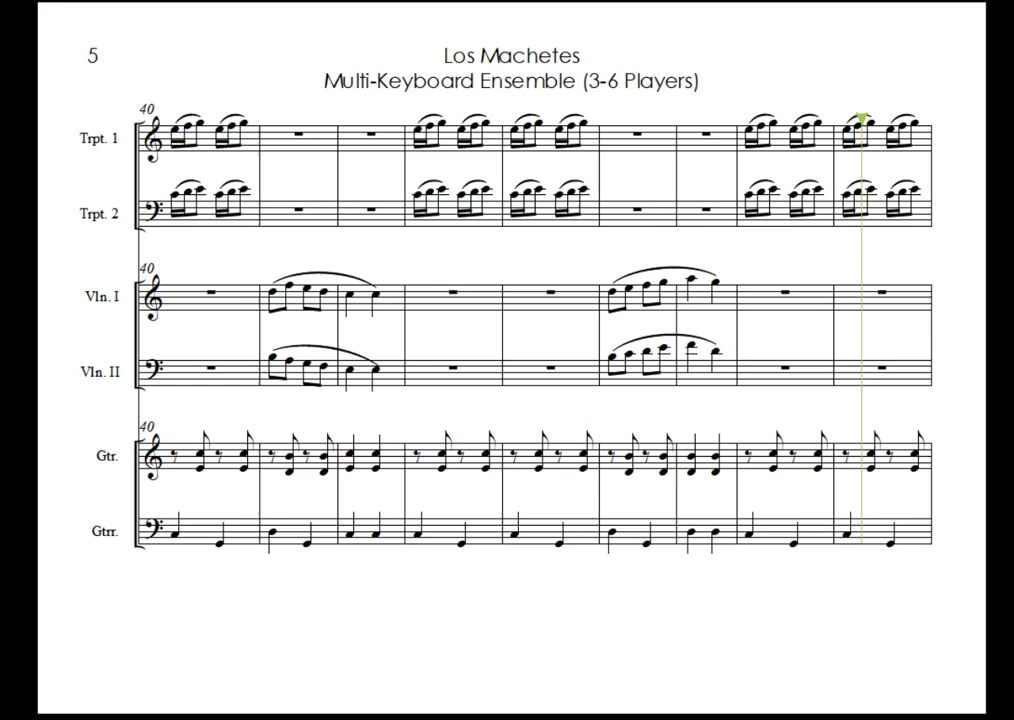 5
Los Machetes
Multi-Keyboard Ensemble (3-6 Players)
40
Trpt. 1
Trpt. 2
40
Vln. I
Vln. II
40
Gtr.
Gtrr.